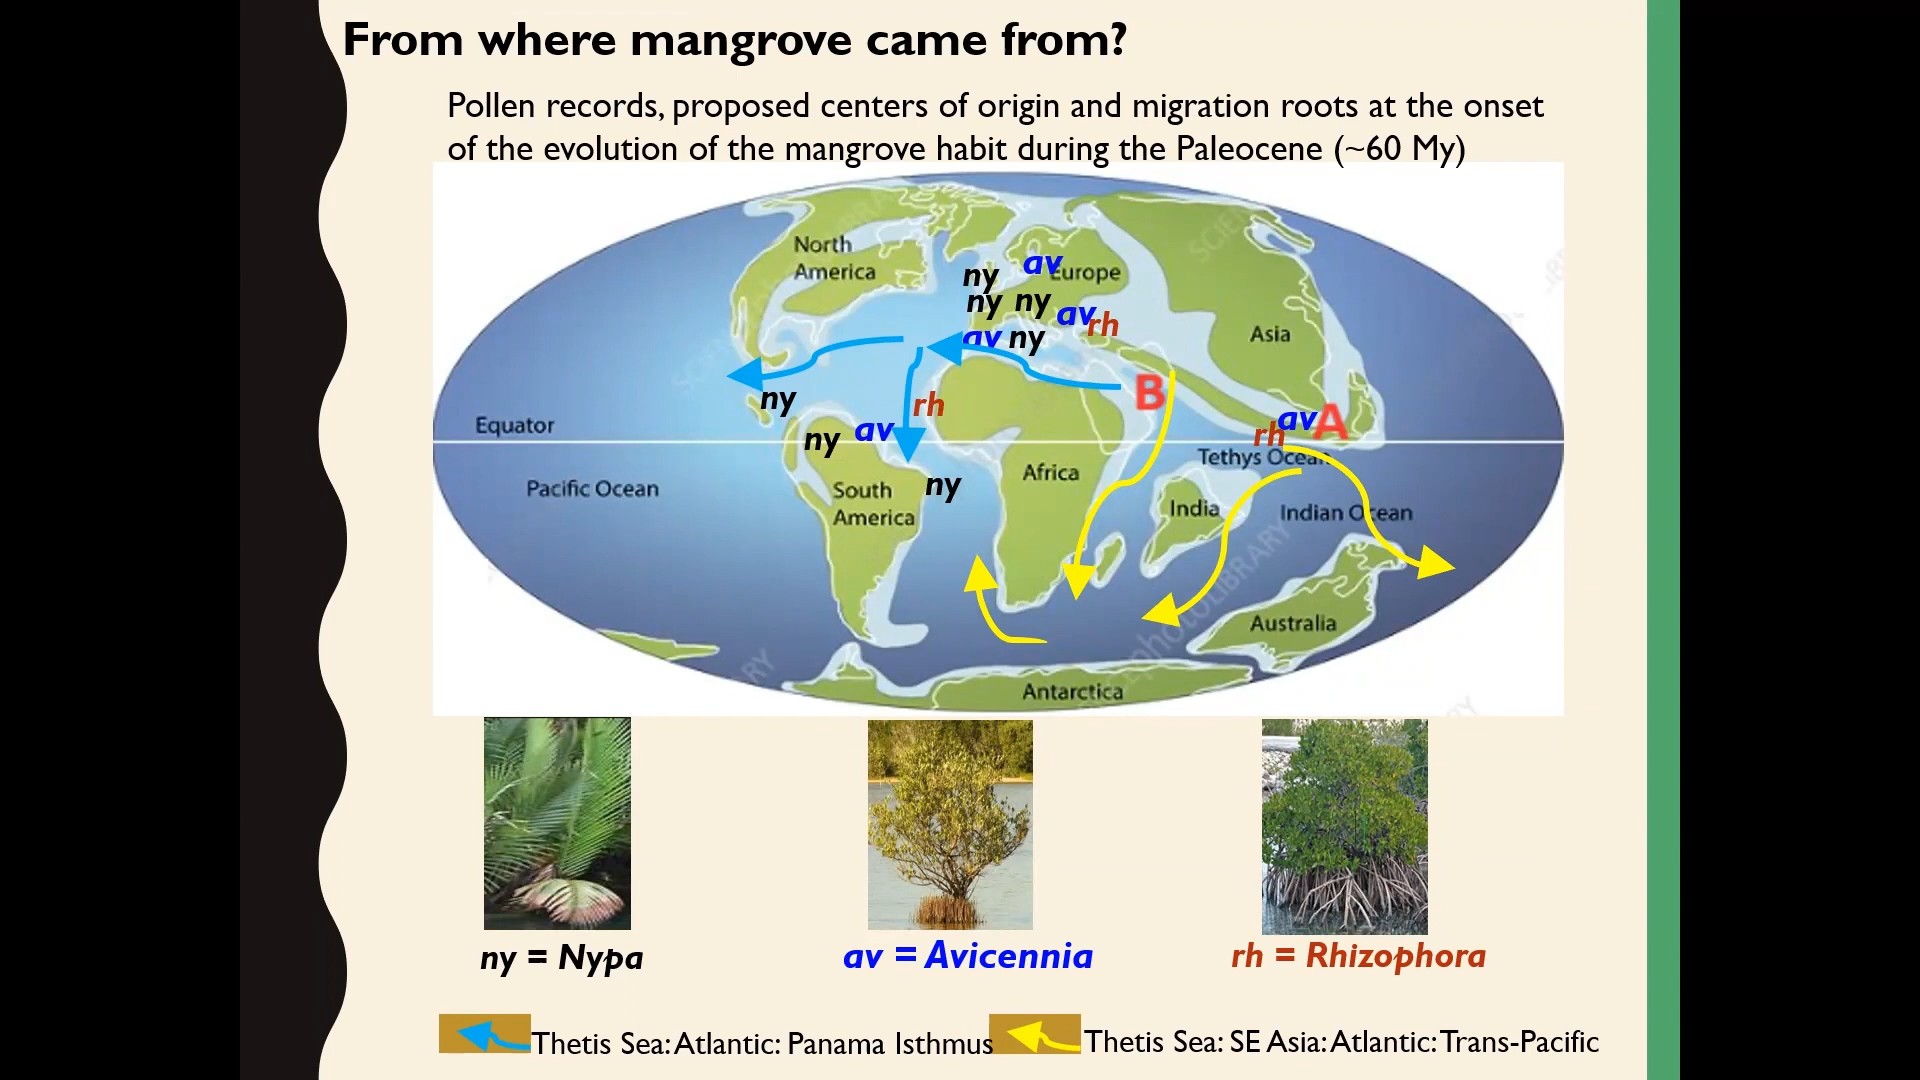 From where mangrove came from?
Pollen records, proposed centers of origin and migration roots at the onset
of the evolution of the mangrove habit during the Paleocene (~60 My)
North
America
ny
av
Europe
ny ny
av
rh
av ny
Asia
B
ny
rh
av
A
Equator
ny
av
rh
Tethys Ocean
Pacific Ocean
ny
Africa
South
America
India
Indian Ocean
Australia
Antarctica
ny = Nypa
av = Avicennia
rh = Rhizophora
Thetis Sea: Atlantic: Panama Isthmus
Thetis Sea: SE Asia: Atlantic: Trans-Pacific